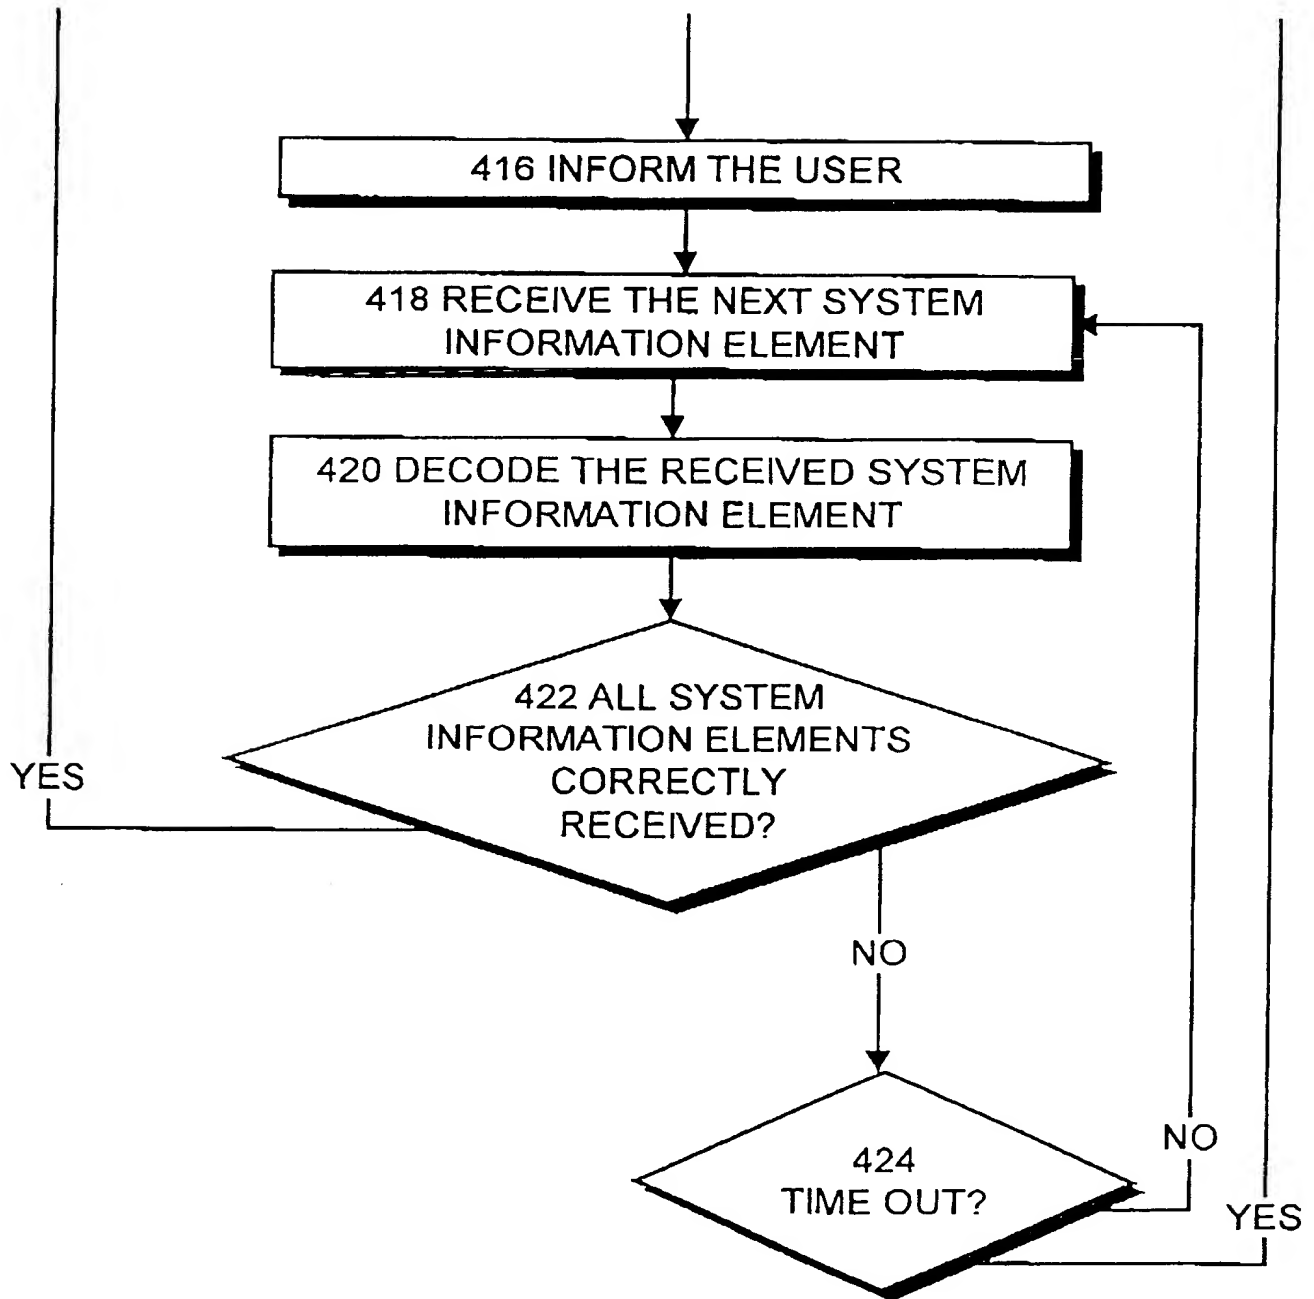 416 INFORM THE USER
418 RECEIVE THE NEXT SYSTEM
INFORMATION ELEMENT
420 DECODE THE RECEIVED SYSTEM
INFORMATION ELEMENT
422 ALL SYSTEM
INFORMATION ELEMENTS
CORRECTLY
RECEIVED?
YES
NO
424
TIME OUT?
NO
YES